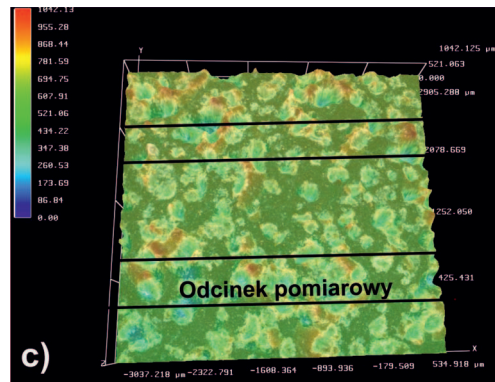 1042.13
955.28
868.44
781.59
694.75
607.91
521.06
434.22
347.38
260.53
173.69
86.84
0.00
Y
1042.125 µm
521.063
0.000
2905.288 µm
2078.669
252.050
425.431
Odcinek pomiarowy
c)
Z
X
-3037.218 µm
-2322.791
-1608.364
-893.936
-179.509
534.918 µm